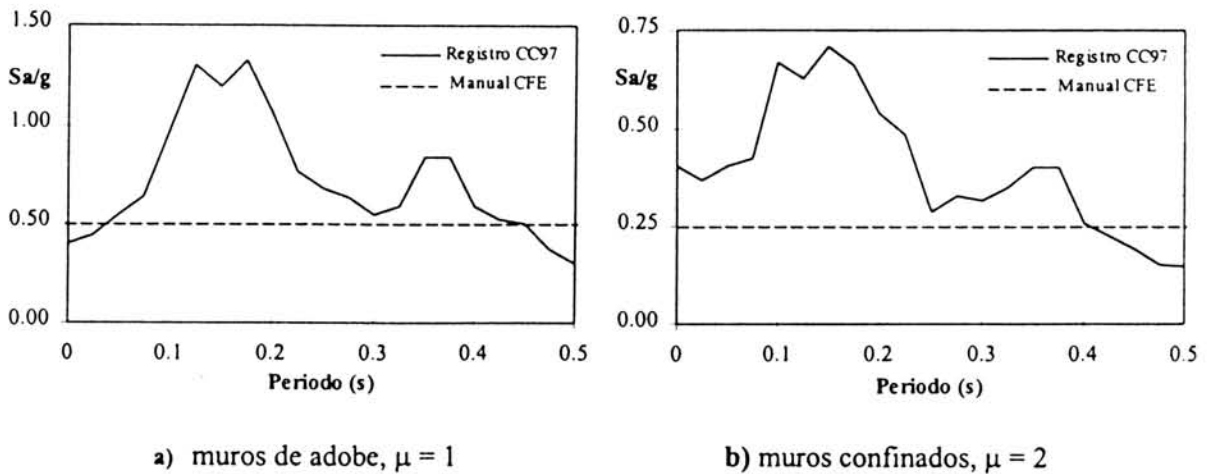 1.50
Sa/g
1.00
0.50
0.00
0
0.1
0.2
0.3
0.4
0.5
Periodo (s)
Registro CC97
Manual CFE
a) muros de adobe, μ = 1
0.75
Sa/g
0.50
0.25
0.00
0
0.1
0.2
0.3
0.4
0.5
Periodo (s)
Registro CC97
Manual CFE
b) muros confinados, μ = 2